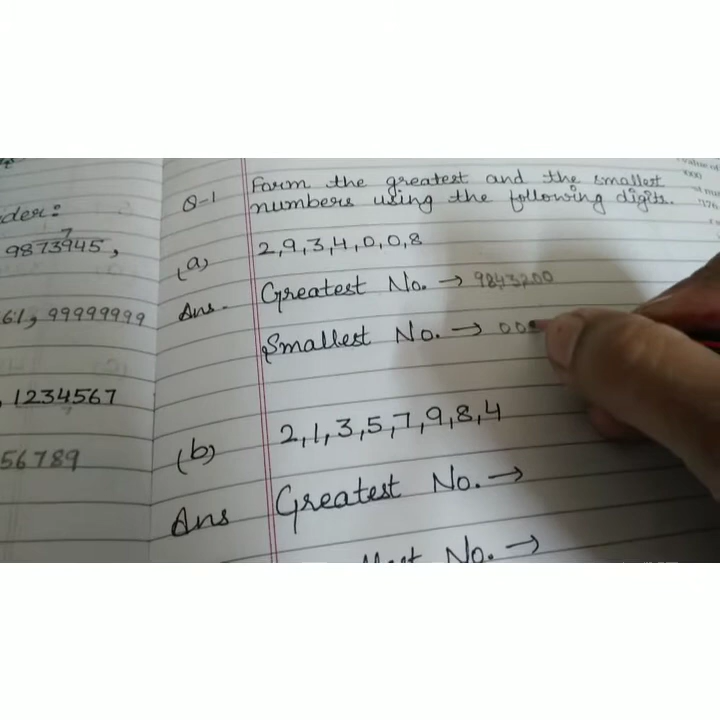 der:
9873945,
7
61, 99999999
1234567
56789
Q-1 Form the greatest and the smallest
numbers using the following digits.
(a) 2,9,3,4,0,0,8
Ans. Greatest No. → 9843200
Smallest No. → 00
(b) 2,1,3,5,7,9,8,4
Ans Greatest No. →
No. →